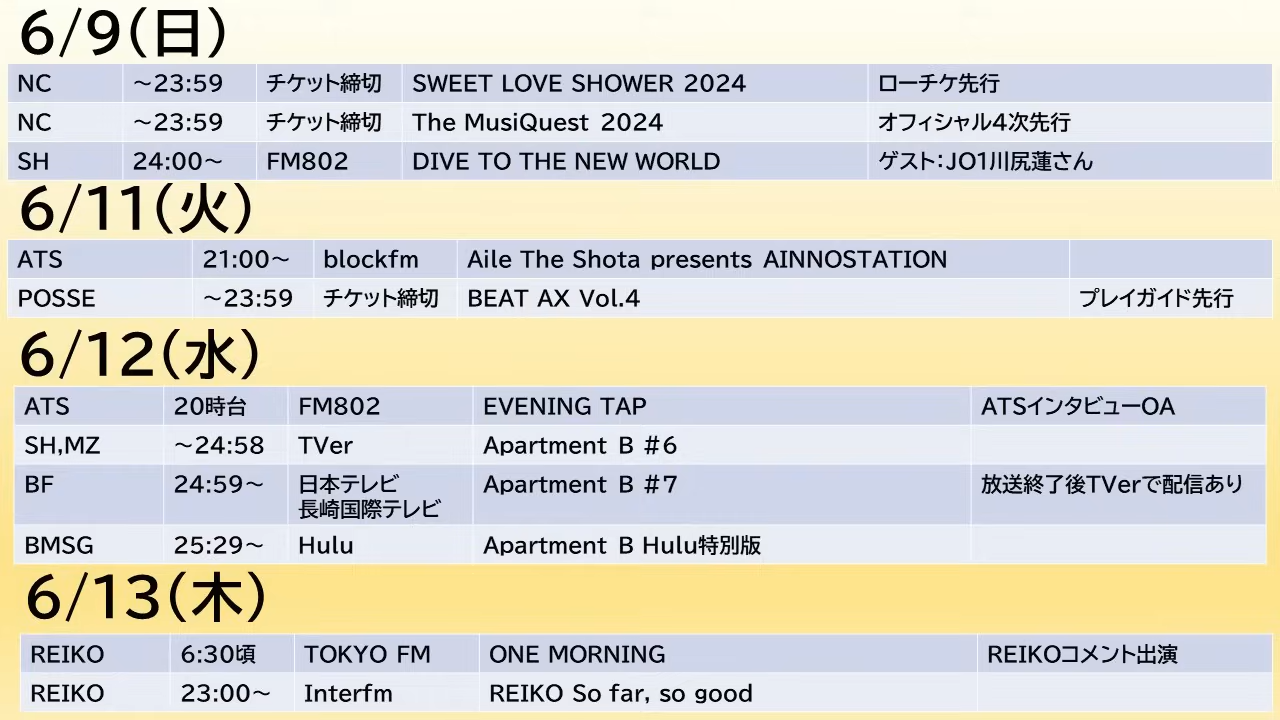 6/9(日)
NC ～23:59 チケット締切 SWEET LOVE SHOWER 2024 ローチケ先行
NC ～23:59 チケット締切 The MusiQuest 2024 オフィシャル4次先行
SH 24:00～ FM802 DIVE TO THE NEW WORLD ゲスト:JO1川尻蓮さん
6/11(火)
ATS 21:00～ blockfm Aile The Shota presents AINNOSTATION
POSSE ～23:59 チケット締切 BEAT AX Vol.4 プレイガイド先行
6/12(水)
ATS 20時台 FM802 EVENING TAP ATSインタビューOA
SH,MZ ～24:58 TVer Apartment B #6
BF 24:59～ 日本テレビ Apartment B #7 放送終了後TVerで配信あり
長崎国際テレビ
BMSG 25:29～ Hulu Apartment B Hulu特別版
6/13(木)
REIKO 6:30頃 TOKYO FM ONE MORNING REIKOコメント出演
REIKO 23:00～ Interfm REIKO So far, so good